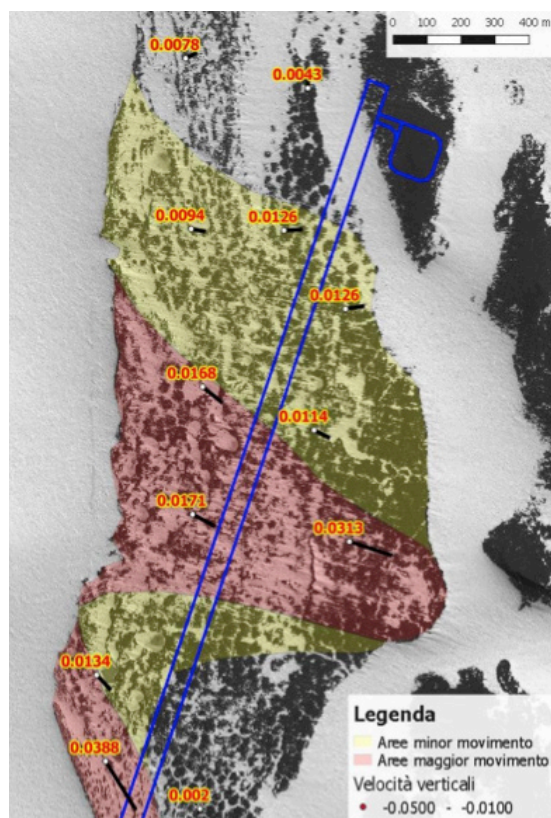 0 100 200 300 400 m
0.0078
0.0043
0.0094
0.0126
0.0126
0.0168
0.0114
0.0171
0.0313
0.0134
0.0388
0.002
Legenda
Aree minor movimento
Aree maggior movimento
Velocità verticali
-0.0500 - -0.0100